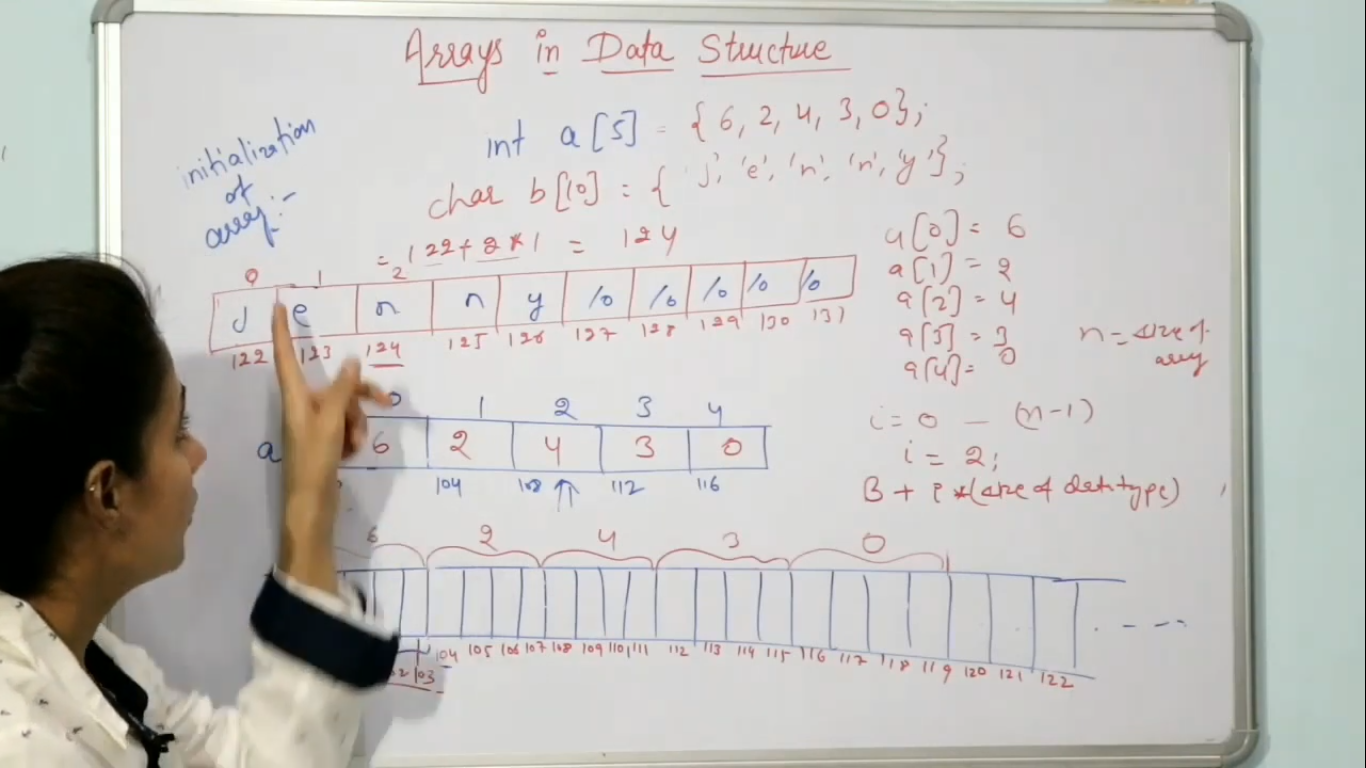 Arrays in Data Structure
initialization
of
array:-
int a[5] = {6, 2, 4, 3, 0};
char b[10] = { 'j', 'e', 'n', 'n', 'y'};
= 122 + 2 * 1 = 124
0 1 2
j e n n y \0 \0 \0 \0 \0
122 123 124 125 126 127 128 129 130 131
a[0] = 6
a[1] = 2
a[2] = 4
a[3] = 3
a[4] = 0
n = size of
array
0 1 2 3 4
a 6 2 4 3 0
104 108 112 116
i = 0 - (n-1)
i = 2;
B + i * (size of data type)
6 2 4 3 0
102 103 104 105 106 107 108 109 110 111 112 113 114 115 116 117 118 119 120 121 122